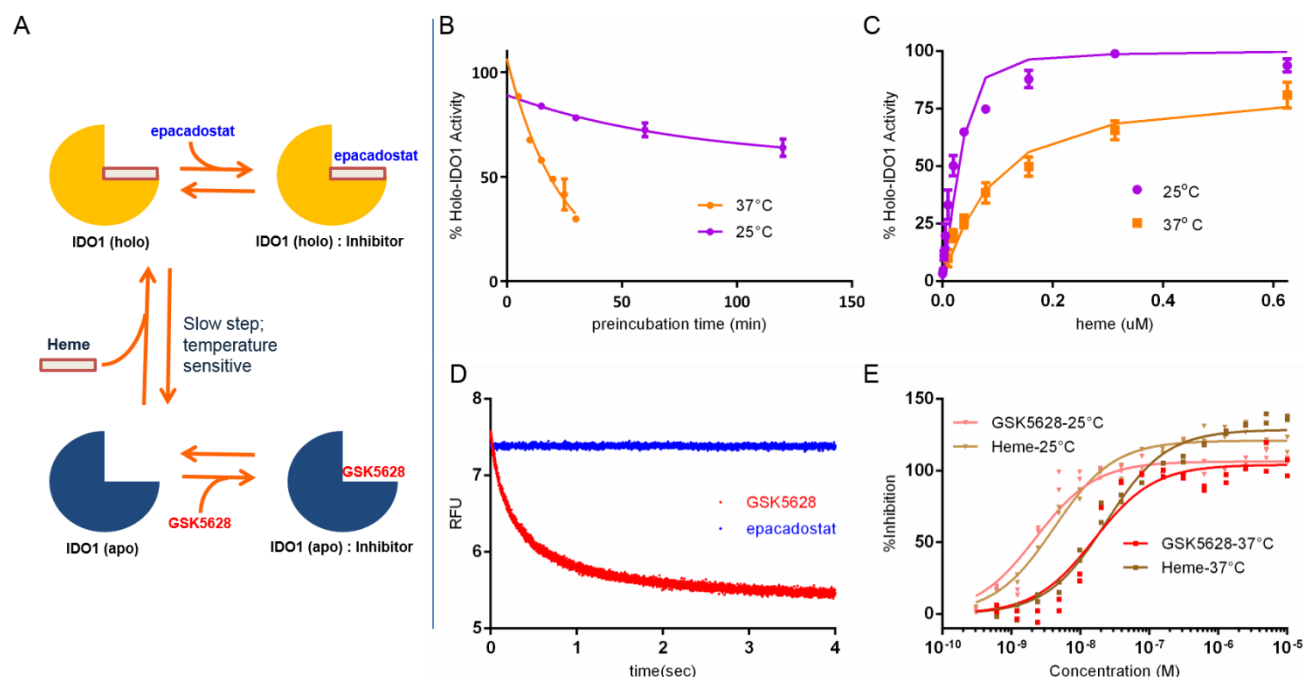 A
epacadostat
epacadostat
IDO1 (holo)
IDO1 (holo) : Inhibitor
Heme
Slow step;
temperature
sensitive
GSK5628
GSK5628
IDO1 (apo)
IDO1 (apo) : Inhibitor
B
% Holo-IDO1 Activity
100
50
0
0
50
100
150
preincubation time (min)
37°C
25°C
C
% Holo-IDO1 Activity
100
75
50
25
0
0.0
0.2
0.4
0.6
heme (uM)
25°C
37° C
D
RFU
8
7
6
5
0
1
2
3
4
time(sec)
GSK5628
epacadostat
E
%Inhibition
150
100
50
0
10-10
10-9
10-8
10-7
10-6
10-5
Concentration (M)
GSK5628-25°C
Heme-25°C
GSK5628-37°C
Heme-37°C